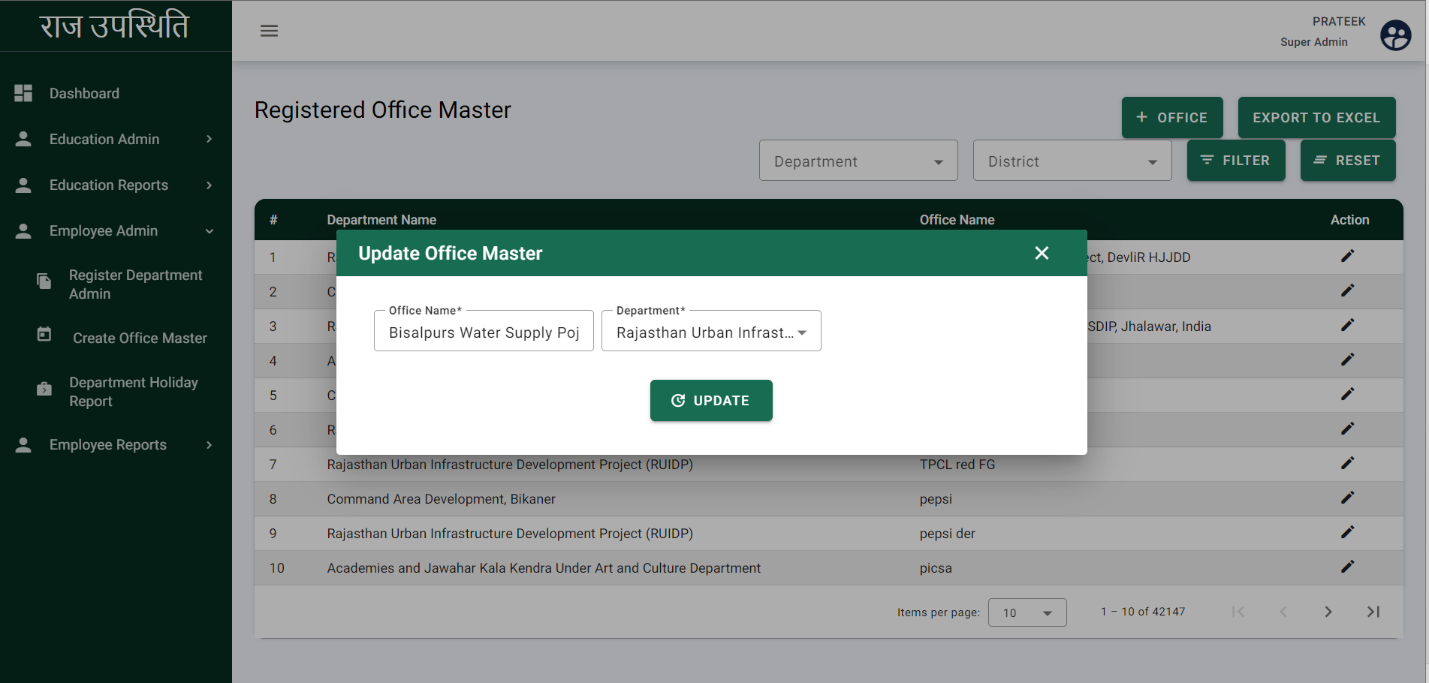 राज उपस्थिति
PRATEEK
Super Admin
Dashboard
Education Admin
Education Reports
Employee Admin
Register Department
Admin
Create Office Master
Department Holiday
Report
Employee Reports
Registered Office Master
+ OFFICE
EXPORT TO EXCEL
Department
District
FILTER
RESET
# Department Name Office Name Action
Update Office Master
Office Name*
Bisalpurs Water Supply Poj
Department*
Rajasthan Urban Infrast...
UPDATE
1 R DevliR HJJDD
2 C
3 R SDIP, Jhalawar, India
4 A
5 C
6 R
7 Rajasthan Urban Infrastructure Development Project (RUIDP) TPCL red FG
8 Command Area Development, Bikaner pepsi
9 Rajasthan Urban Infrastructure Development Project (RUIDP) pepsi der
10 Academies and Jawahar Kala Kendra Under Art and Culture Department picsa
Items per page: 10 1 – 10 of 42147